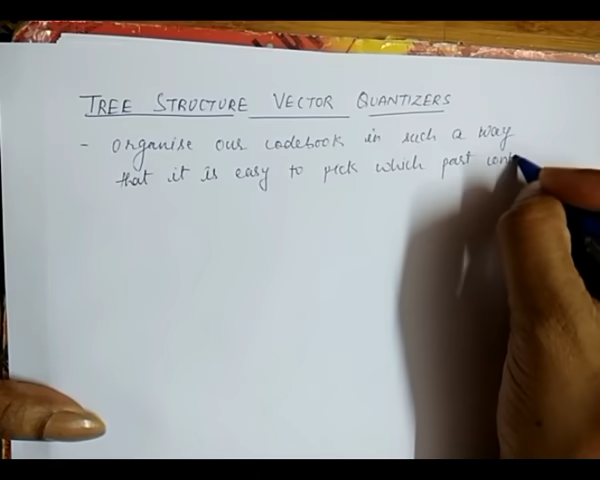 TREE STRUCTURE VECTOR QUANTIZERS
- Organise our codebook in such a way
that it is easy to pick which part